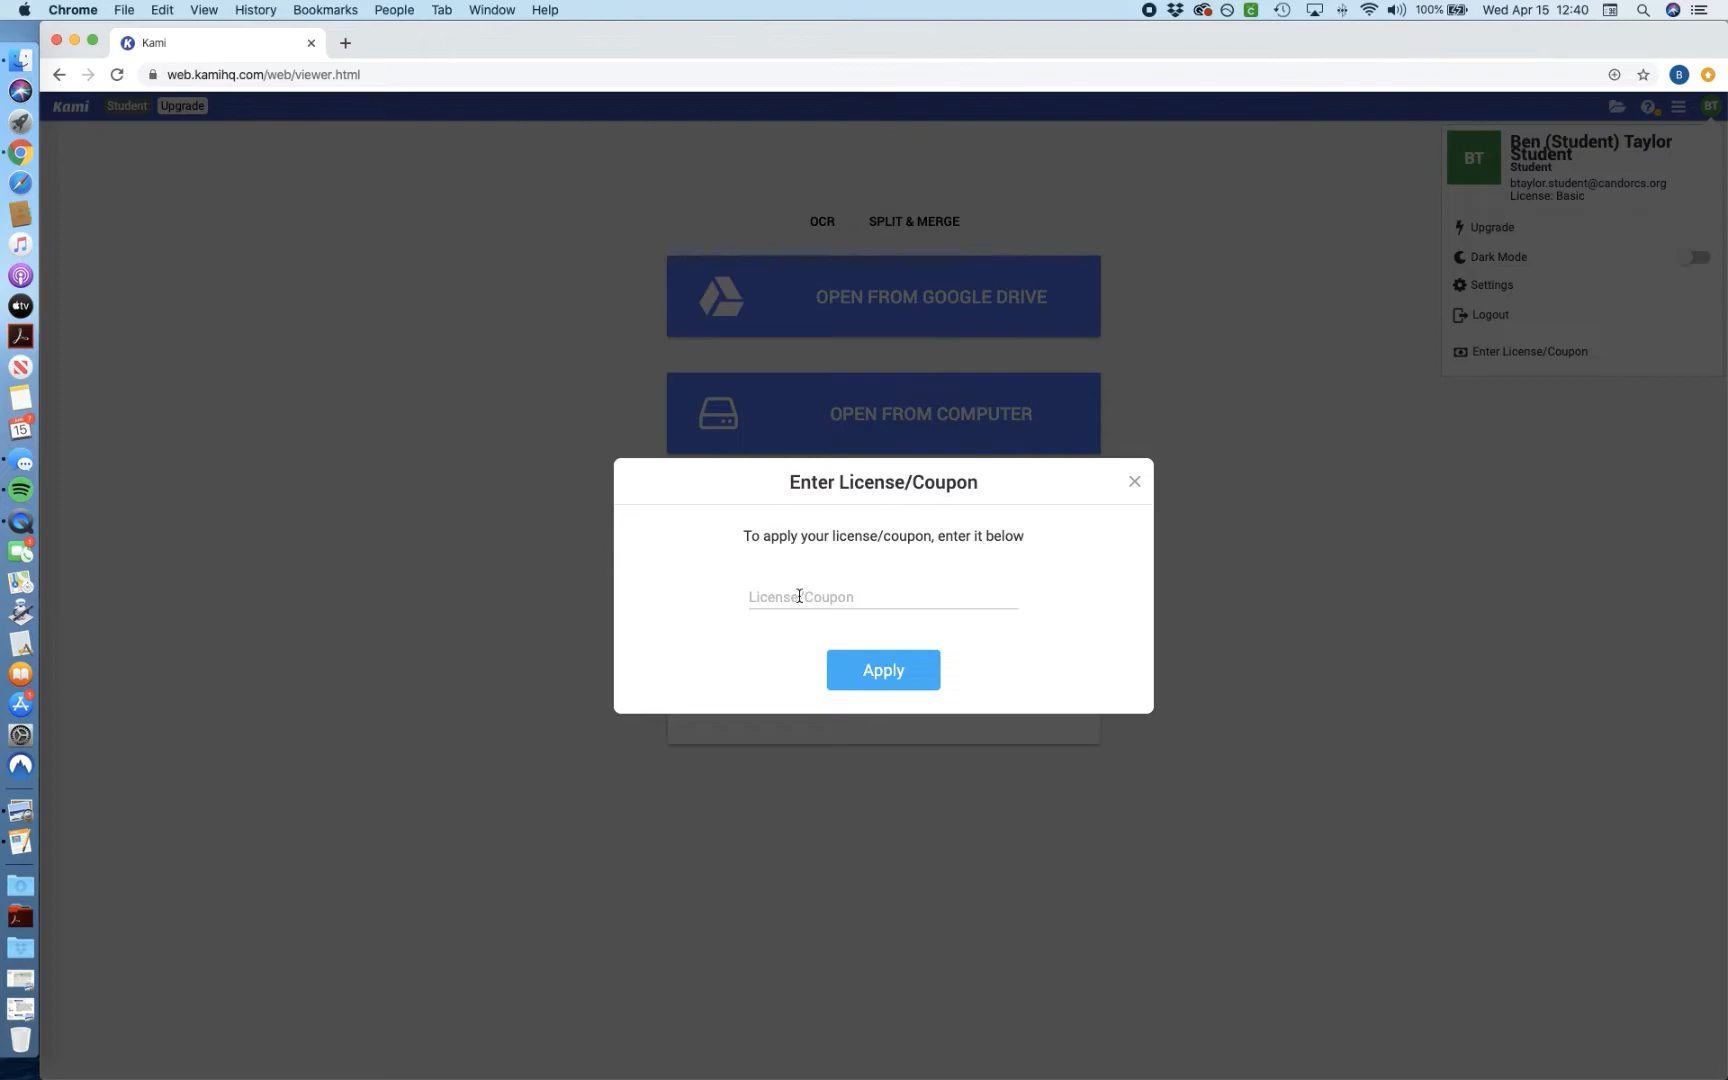 Chrome File Edit View History Bookmarks People Tab Window Help
100% Wed Apr 15 12:40
Kami
web.kamihq.com/web/viewer.html
B
Kami Student Upgrade
BT
BT
Ben (Student) Taylor
Student
Student
btaylor.student@candorcs.org
License: Basic
Upgrade
Dark Mode
Settings
Logout
Enter License/Coupon
OCR SPLIT & MERGE
OPEN FROM GOOGLE DRIVE
OPEN FROM COMPUTER
Enter License/Coupon
To apply your license/coupon, enter it below
License/Coupon
Apply
tv
15